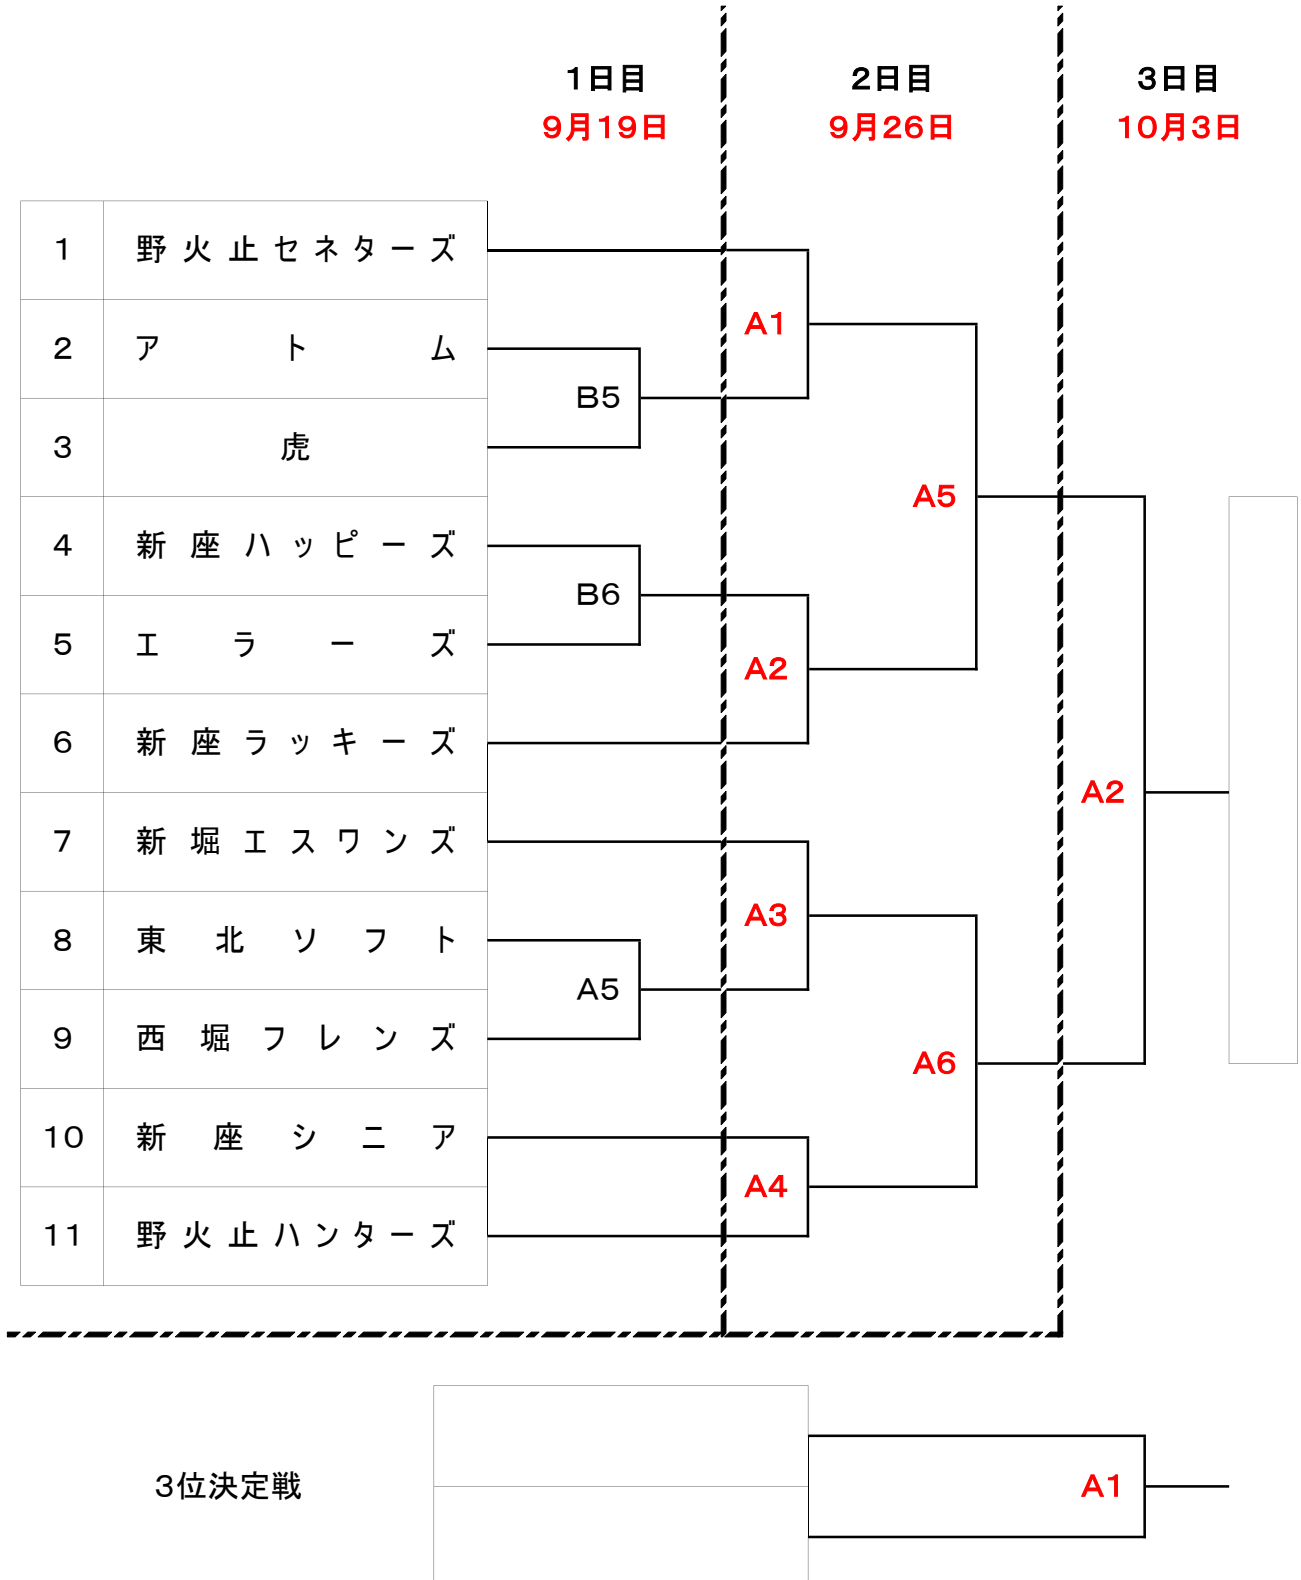 1日目 2日目 3日目
9月19日 9月26日 10月3日
1 野火止セネターズ
A1
2 アトム
B5
3 虎
A5
4 新座ハッピーズ
B6
5 エラーズ
A2
6 新座ラッキーズ
A2
7 新堀エスワンズ
A3
8 東北ソフト
A5
9 西堀フレンズ
A6
10 新座シニア
A4
11 野火止ハンターズ
3位決定戦 A1